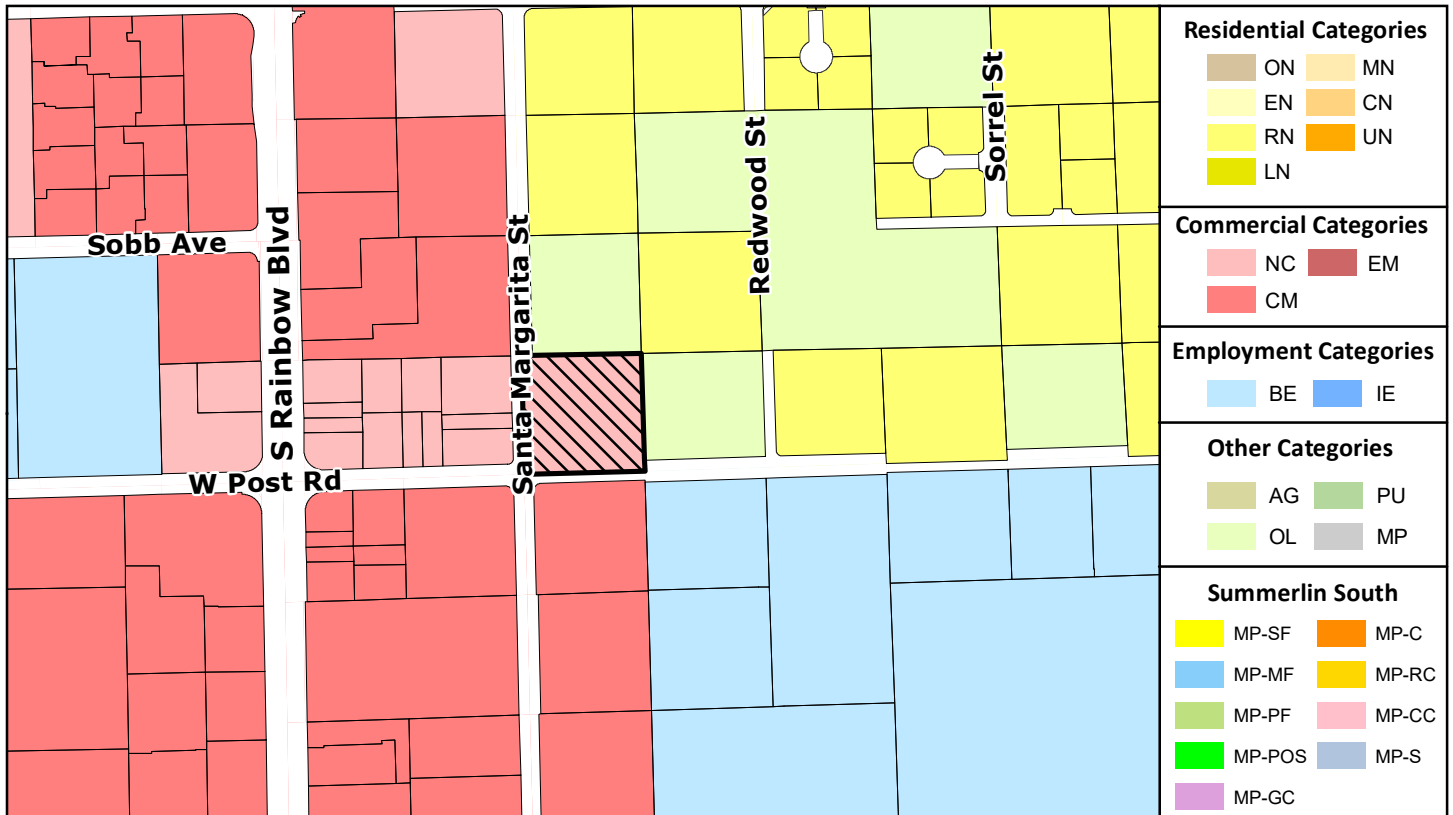 Sobb Ave
S Rainbow Blvd
W Post Rd
Santa Margarita St
Redwood St
Sorrel St
Residential Categories
ON MN
EN CN
RN UN
LN
Commercial Categories
NC EM
CM
Employment Categories
BE IE
Other Categories
AG PU
OL MP
Summerlin South
MP-SF MP-C
MP-MF MP-RC
MP-PF MP-CC
MP-POS MP-S
MP-GC